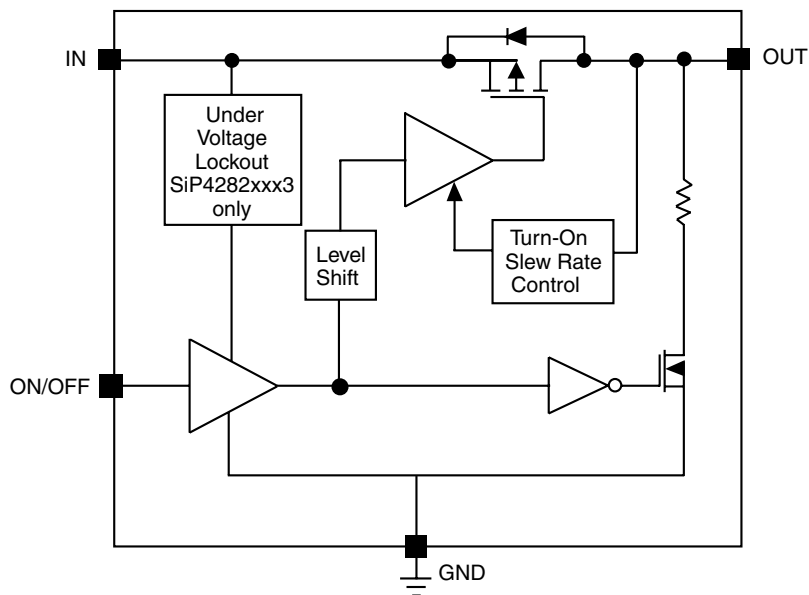 IN
OUT
Under
Voltage
Lockout
SiP4282xxx3
only
Level
Shift
Turn-On
Slew Rate
Control
ON/OFF
GND